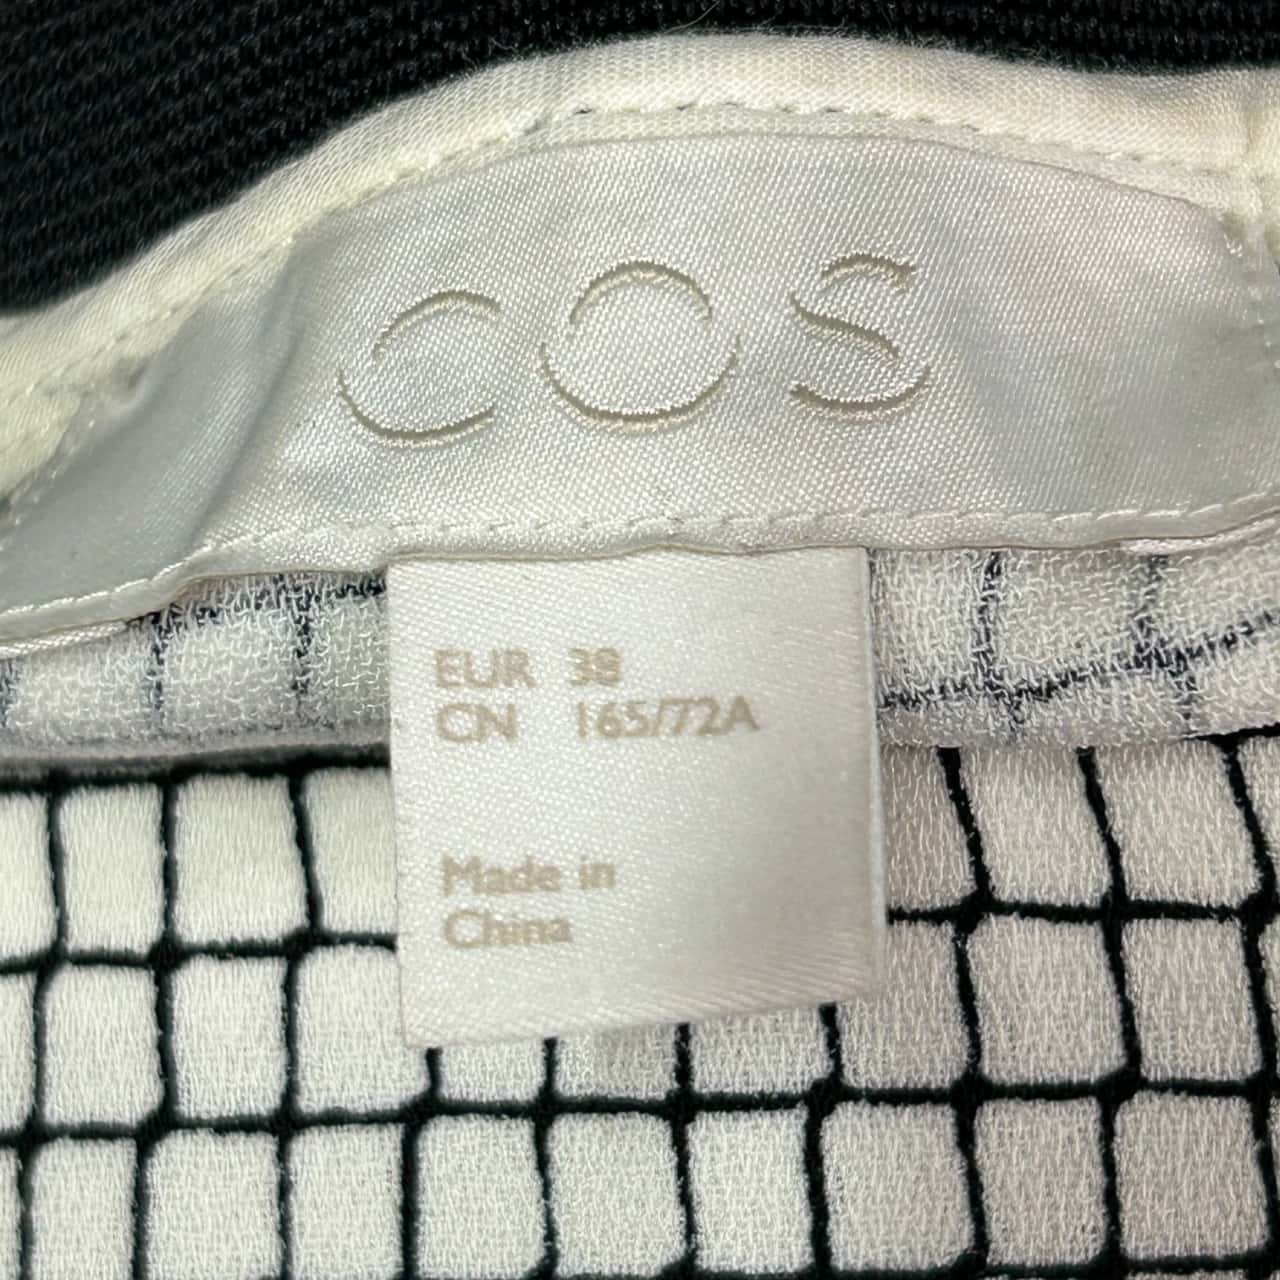 COS
EUR 38
CN 165/72A
Made in
China